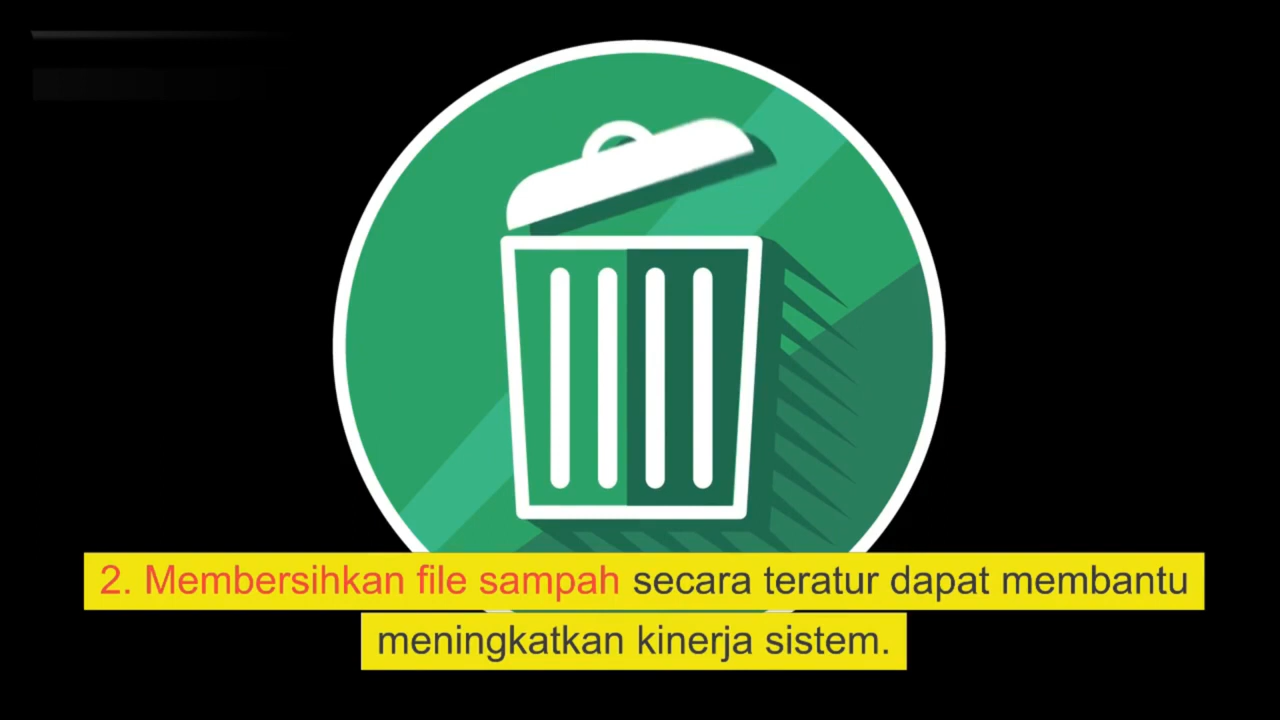 2. Membersihkan file sampah secara teratur dapat membantu
meningkatkan kinerja sistem.